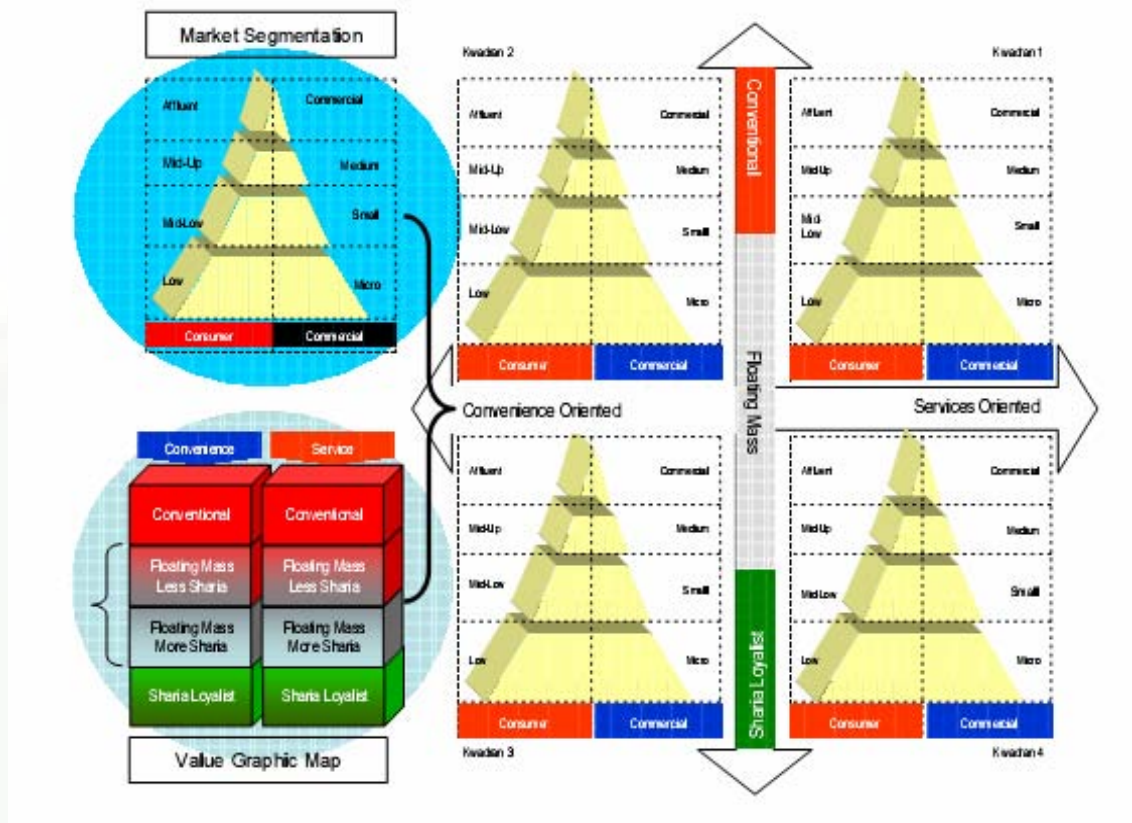 Market Segmentation
Affluent
Commercial
Mid-Up
Medium
Mid-Low
Small
Low
Micro
Consumer
Commercial
Convenience
Service
Conventional
Conventional
Floating Mass
Less Sharia
Floating Mass
Less Sharia
Floating Mass
More Sharia
Floating Mass
More Sharia
Sharia Loyalist
Sharia Loyalist
Value Graphic Map
Kwadran 2
Affluent
Commercial
Mid-Up
Medium
Mid-Low
Small
Low
Micro
Consumer
Commercial
Conventional
Floating Mass
Sharia Loyalist
Kwadran 1
Affluent
Commercial
Mid-Up
Medium
Mid-
Low
Small
Low
Micro
Consumer
Commercial
Convenience Oriented
Services Oriented
Affluent
Commercial
Mid-Up
Medium
Mid-Low
Small
Low
Micro
Consumer
Commercial
Kwadran 3
Affluent
Commercial
Mid-Up
Medium
Mid-Low
Small
Low
Micro
Consumer
Commercial
Kwadran 4